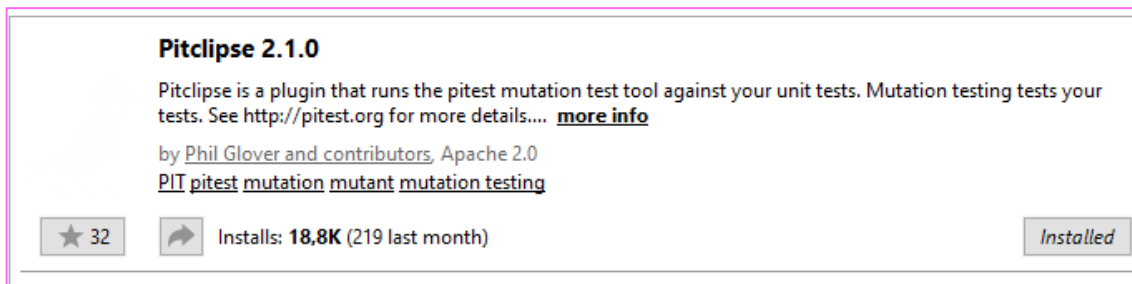 Pitclipse 2.1.0
Pitclipse is a plugin that runs the pitest mutation test tool against your unit tests. Mutation testing tests your
tests. See http://pitest.org for more details.... more info
by Phil Glover and contributors, Apache 2.0
PIT pitest mutation mutant mutation testing
32 Installs: 18,8K (219 last month) Installed